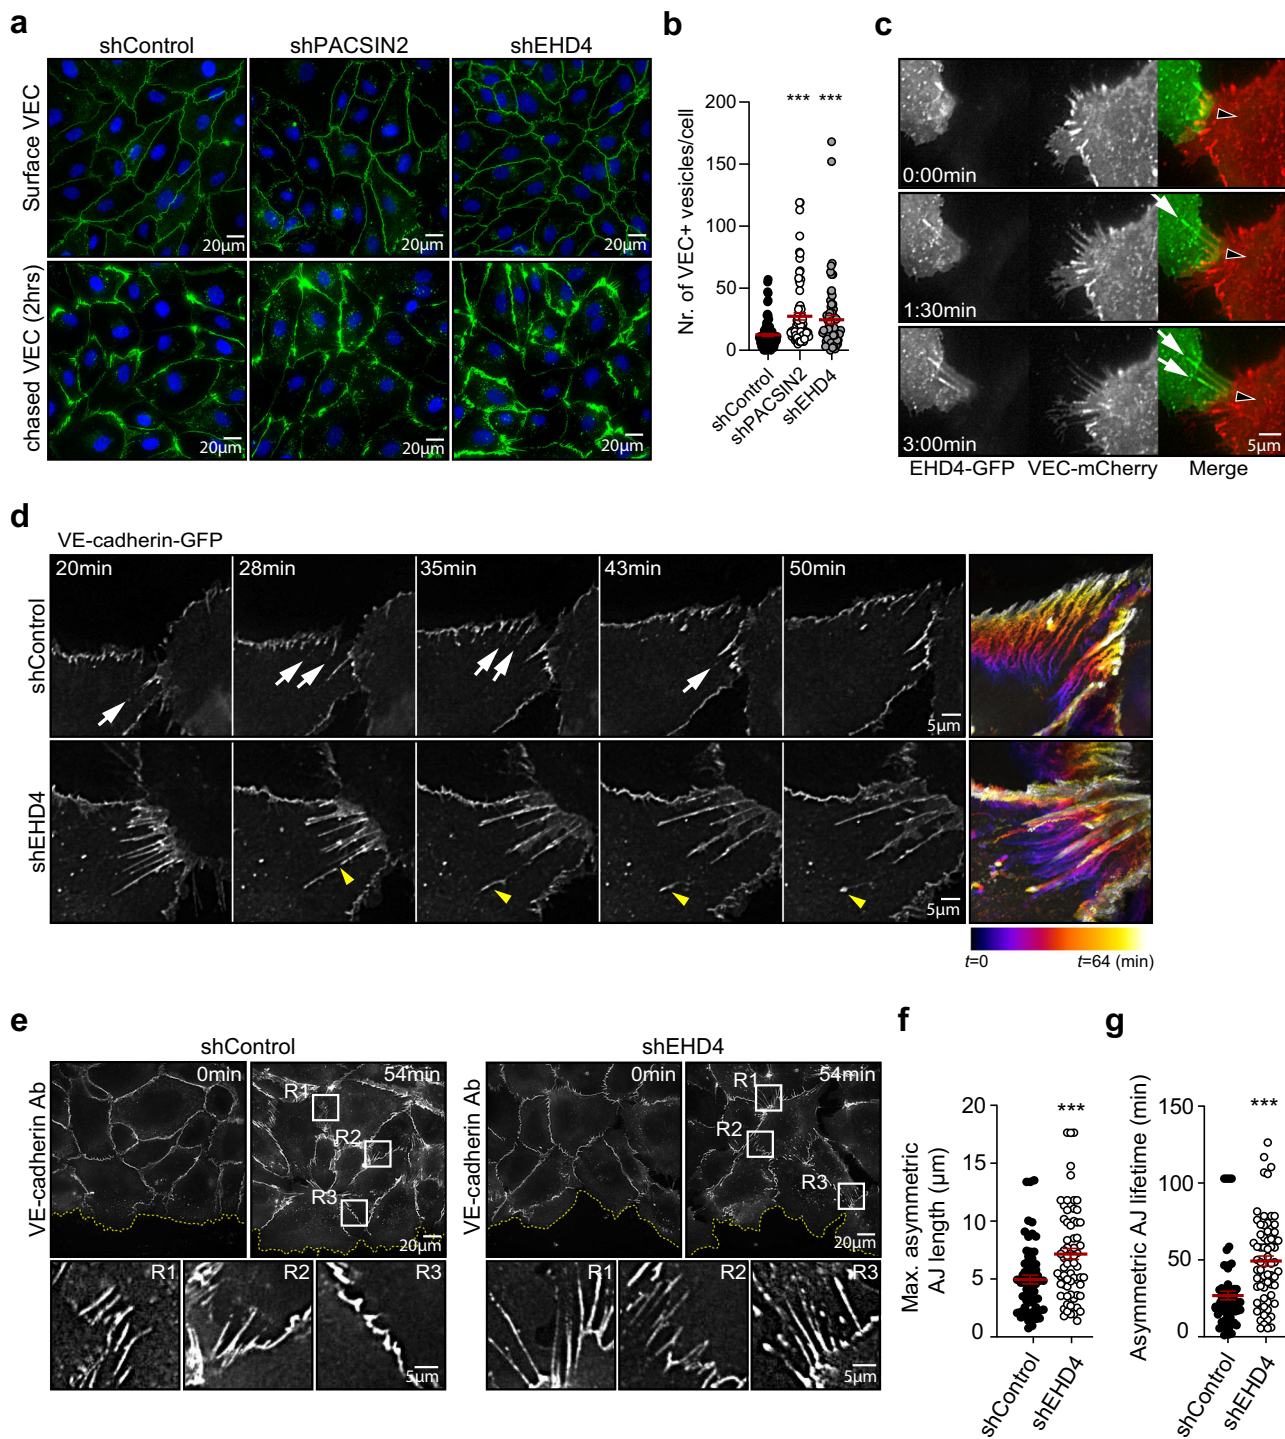 a
shControl shPACSIN2 shEHD4
Surface VEC
20µm 20µm 20µm
chased VEC (2hrs)
20µm 20µm 20µm
b
Nr. of VEC+ vesicles/cell
*** ***
200
150
100
50
0
shControl
shPACSIN2
shEHD4
c
0:00min
1:30min
3:00min
5µm
EHD4-GFP VEC-mCherry Merge
d
VE-cadherin-GFP
shControl
20min 28min 35min 43min 50min
5µm
shEHD4
5µm
t=0 t=64 (min)
e
shControl shEHD4
VE-cadherin Ab
0min 54min
R1
R2
R3
20µm
R1 R2 R3
5µm
VE-cadherin Ab
0min 54min
R1
R2
R3
20µm
R1 R2 R3
5µm
f
Max. asymmetric
AJ length (µm)
***
20
15
10
5
0
shControl
shEHD4
g
Asymmetric AJ lifetime (min)
***
150
100
50
0
shControl
shEHD4